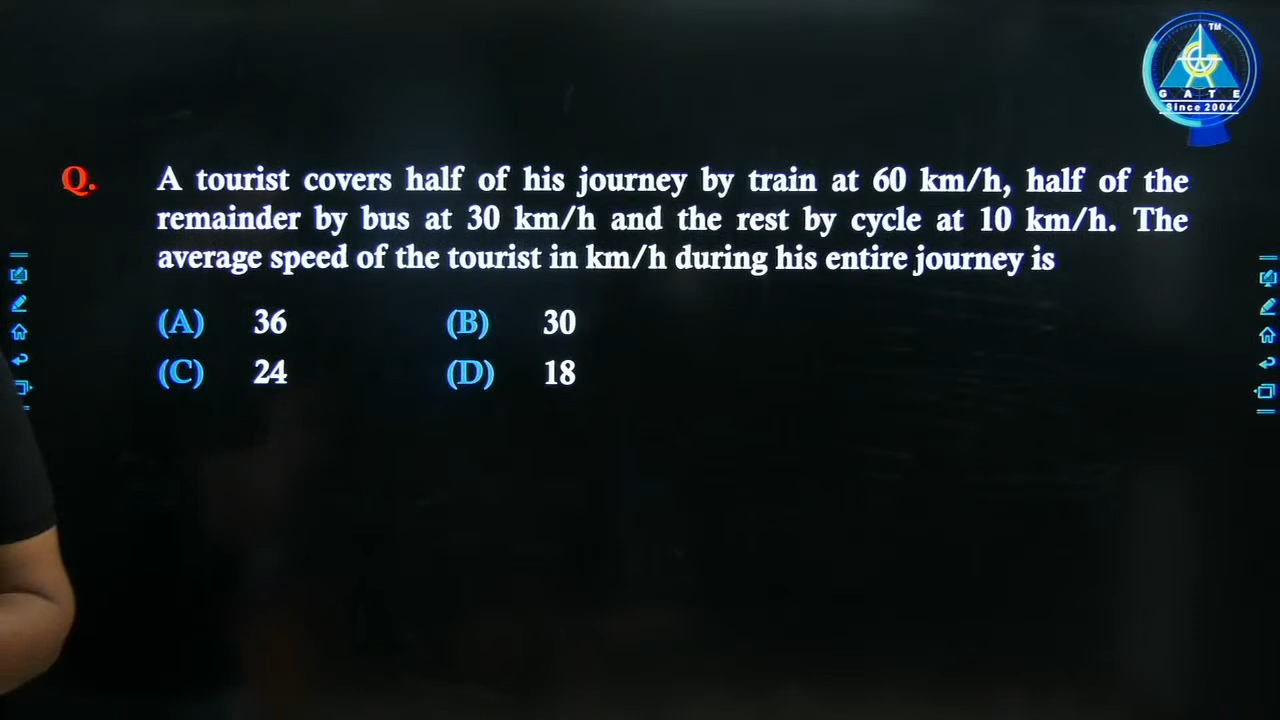 TM
GATE
Since 2004
Q. A tourist covers half of his journey by train at 60 km/h, half of the
remainder by bus at 30 km/h and the rest by cycle at 10 km/h. The
average speed of the tourist in km/h during his entire journey is
(A) 36 (B) 30
(C) 24 (D) 18